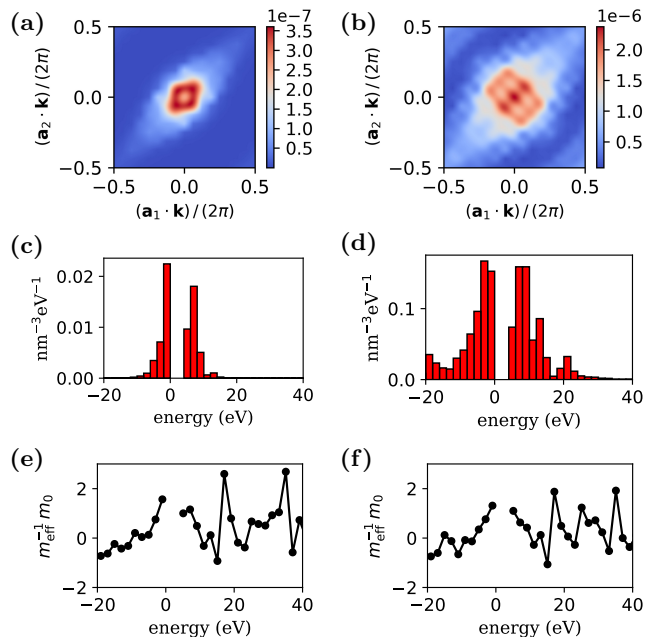 (a)
1e−7
(b)
1e−6
(a₂ · k) / (2π)
0.5
0.0
−0.5
−0.5 0.0 0.5
(a₁ · k) / (2π)
3.5
3.0
2.5
2.0
1.5
1.0
0.5
(a₂ · k) / (2π)
0.5
0.0
−0.5
−0.5 0.0 0.5
(a₁ · k) / (2π)
2.0
1.5
1.0
0.5
(c)
nm⁻³eV⁻¹
0.02
0.01
0.00
−20 0 20 40
energy (eV)
(d)
nm⁻³eV⁻¹
0.1
0.0
−20 0 20 40
energy (eV)
(e)
m⁻¹eff m₀
2
0
−2
−20 0 20 40
energy (eV)
(f)
m⁻¹eff m₀
2
0
−2
−20 0 20 40
energy (eV)